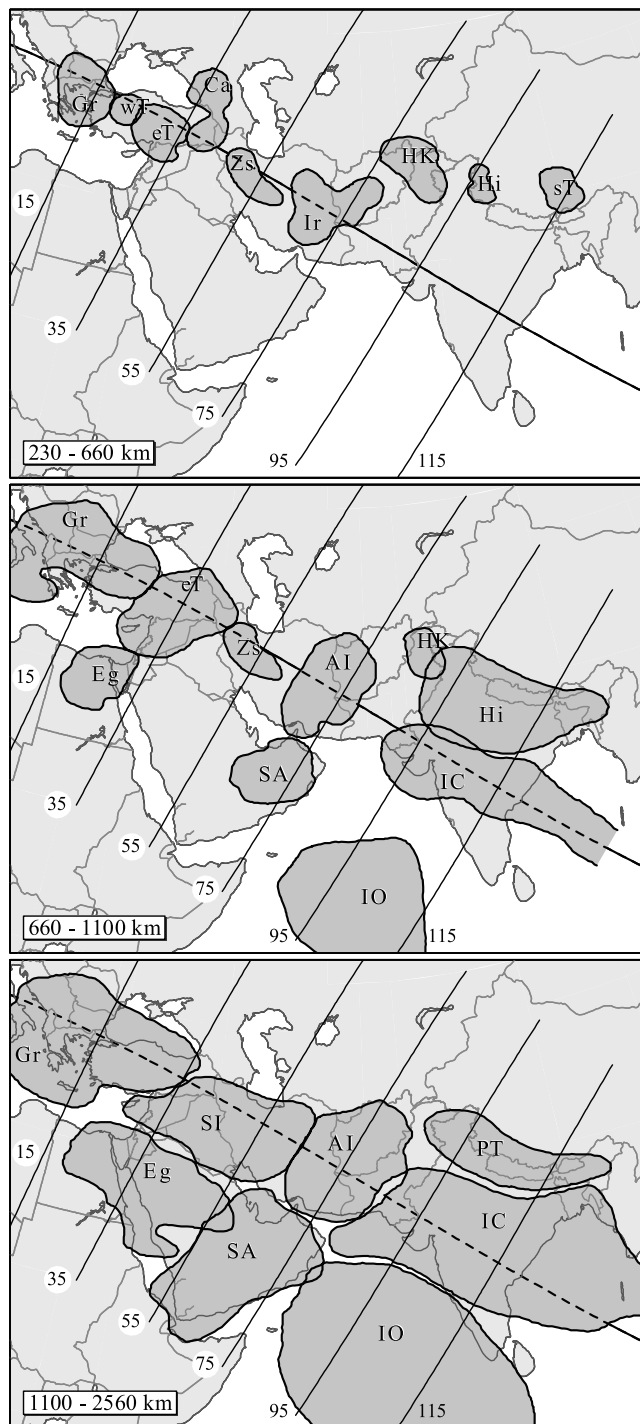 Ca
Gr
wT
eT
HK
Zs
Hi
sT
15
Ir
35
55
75
95
115
230 - 660 km
Gr
eT
HK
Zs
AI
15
Eg
Hi
SA
IC
35
55
75
IO
95
115
660 - 1100 km
Gr
SI
AI
PT
15
Eg
IC
SA
35
55
IO
75
95
115
1100 - 2560 km